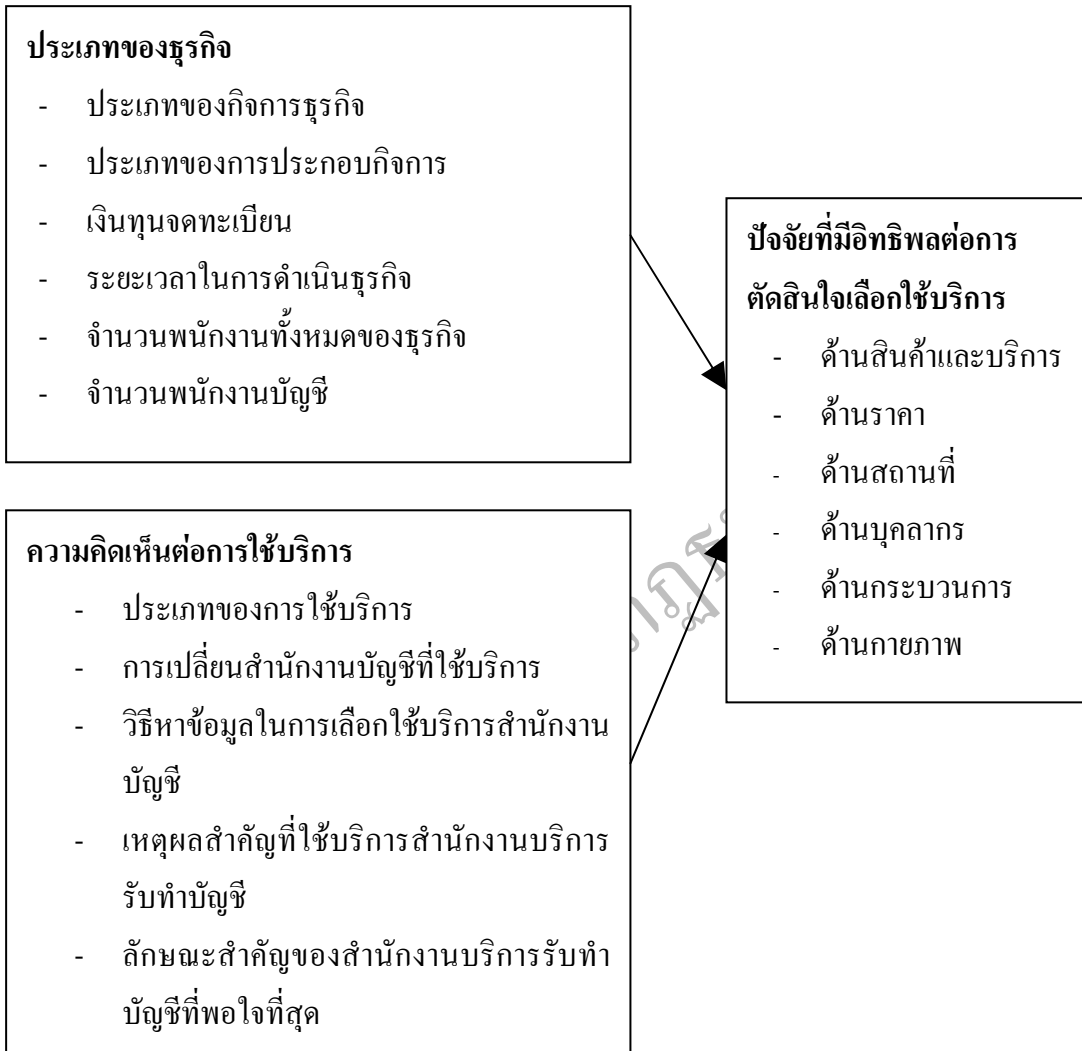 ประเภทของธุรกิจ
- ประเภทของกิจการธุรกิจ
- ประเภทของการประกอบกิจการ
- เงินทุนจดทะเบียน
- ระยะเวลาในการดำเนินธุรกิจ
- จำนวนพนักงานทั้งหมดของธุรกิจ
- จำนวนพนักงานบัญชี
ความคิดเห็นต่อการใช้บริการ
- ประเภทของการใช้บริการ
- การเปลี่ยนสำนักงานบัญชีที่ใช้บริการ
- วิธีหาข้อมูลในการเลือกใช้บริการสำนักงาน
บัญชี
- เหตุผลสำคัญที่ใช้บริการสำนักงานบริการ
รับทำบัญชี
- ลักษณะสำคัญของสำนักงานบริการรับทำ
บัญชีที่พอใจที่สุด
ปัจจัยที่มีอิทธิพลต่อการ
ตัดสินใจเลือกใช้บริการ
- ด้านสินค้าและบริการ
- ด้านราคา
- ด้านสถานที่
- ด้านบุคลากร
- ด้านกระบวนการ
- ด้านกายภาพ